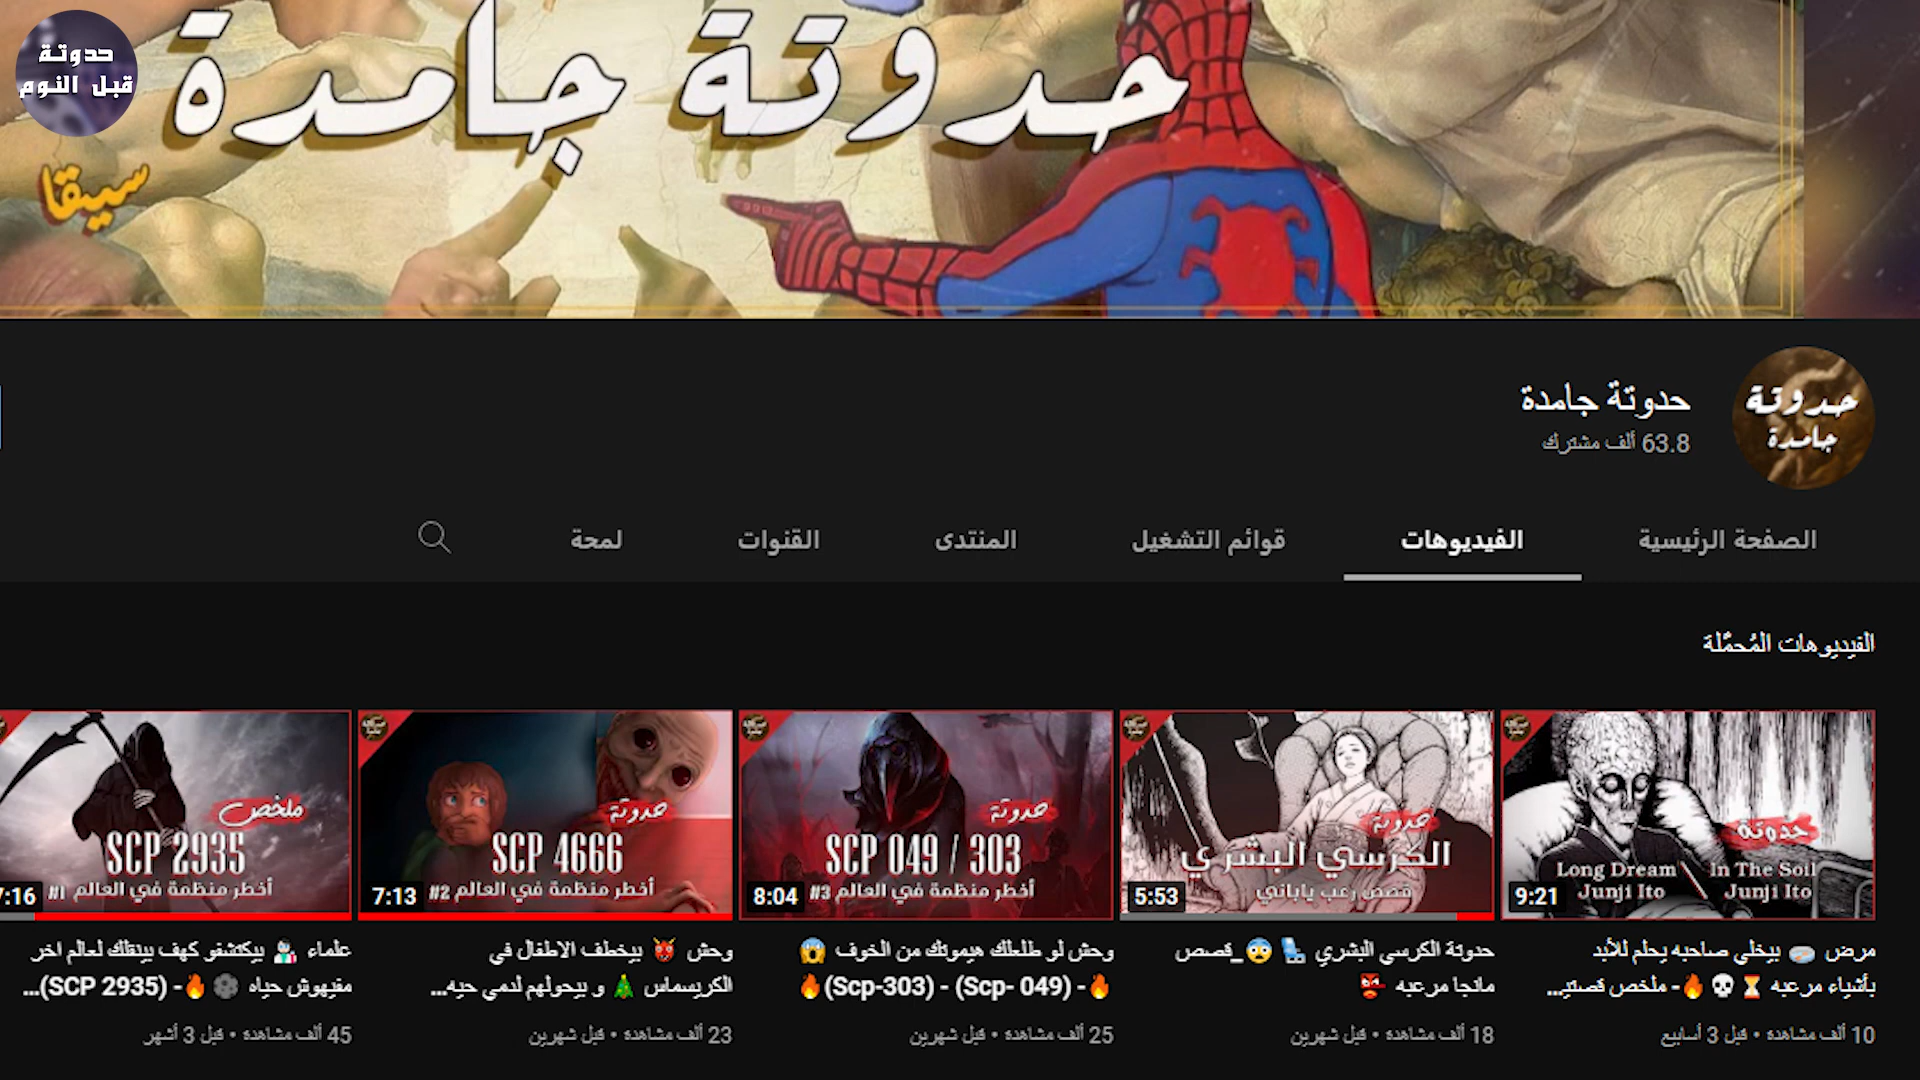 حدوتة
قبل النوم
حدوتة جامدة
سيبقا
حدوتة
جامدة
حدوتة جامدة
63.8 ألف مشترك
الصفحة الرئيسية
الفيديوهات
قوائم التشغيل
المنتدى
القنوات
لمحة
الفيديوهات المُحمَّلة
حدوتة
Long Dream
Junji Ito
In The Soil
Junji Ito
9:21
مرض 🧼 بيخلي صاحبه يحلم للأبد
بأشياء مرعبه ⏳💀🔥- ملخص قصتين...
10 ألف مشاهدة • قبل 3 أسابيع
حدوتة
الكرسي البشري
قصص رعب ياباني
5:53
حدوتة الكرسي البشري 💺😨_قصص
مانجا مرعبه 👺
18 ألف مشاهدة • قبل شهرين
حدوتة
SCP 049 / 303
أخطر منظمة في العالم 3#
8:04
وحش لو طلعلك هيموتك من الخوف 😱
🔥- (Scp-303) - (Scp- 049)🔥
25 ألف مشاهدة • قبل شهرين
حدوتة
SCP 4666
أخطر منظمة في العالم 2#
7:13
وحش 👹 بيخطف الاطفال في
الكريسماس 🎄 و بيحولهم لدمي حيه...
23 ألف مشاهدة • قبل شهرين
ملخص
SCP 2935
أخطر منظمة في العالم 1#
7:16
علماء 👨‍🔬 بيكتشفو كهف بينقلك لعالم اخر
مفيهوش حياه 🔥- (SCP 2935)...
45 ألف مشاهدة • قبل 3 أشهر